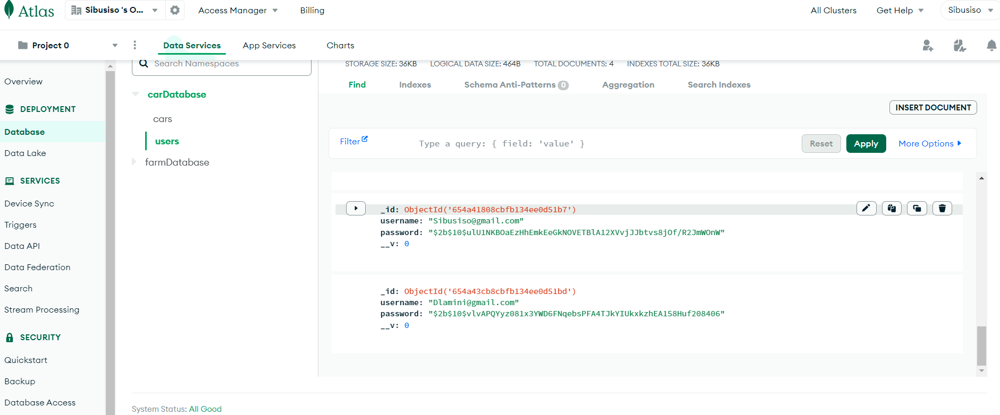 Atlas
Sibusiso 's O...
Access Manager
Billing
All Clusters
Get Help
Sibusiso
Project 0
Data Services
App Services
Charts
Search Namespaces
STORAGE SIZE: 36KB
LOGICAL DATA SIZE: 464B
TOTAL DOCUMENTS: 4
INDEXES TOTAL SIZE: 36KB
Overview
DEPLOYMENT
Database
Data Lake
SERVICES
Device Sync
Triggers
Data API
Data Federation
Search
Stream Processing
SECURITY
Quickstart
Backup
Database Access
carDatabase
cars
users
farmDatabase
Find
Indexes
Schema Anti-Patterns 0
Aggregation
Search Indexes
INSERT DOCUMENT
Filter
Type a query: { field: 'value' }
Reset
Apply
More Options
_id: ObjectId('654a41808cbfb134ee0d51b7')
username: "Sibusiso@gmail.com"
password: "$2b$10$ulU1NKBOaEzHhEmkEeGkNOVETBlA12XVvjJJbtvs8jOf/R2JmWOnW"
__v: 0
_id: ObjectId('654a43cb8cbfb134ee0d51bd')
username: "Dlamini@gmail.com"
password: "$2b$10$vlvAPQYyz081x3YWD6FNqebsPFA4TJkYIUkxkzhEA158Huf208406"
__v: 0
System Status: All Good